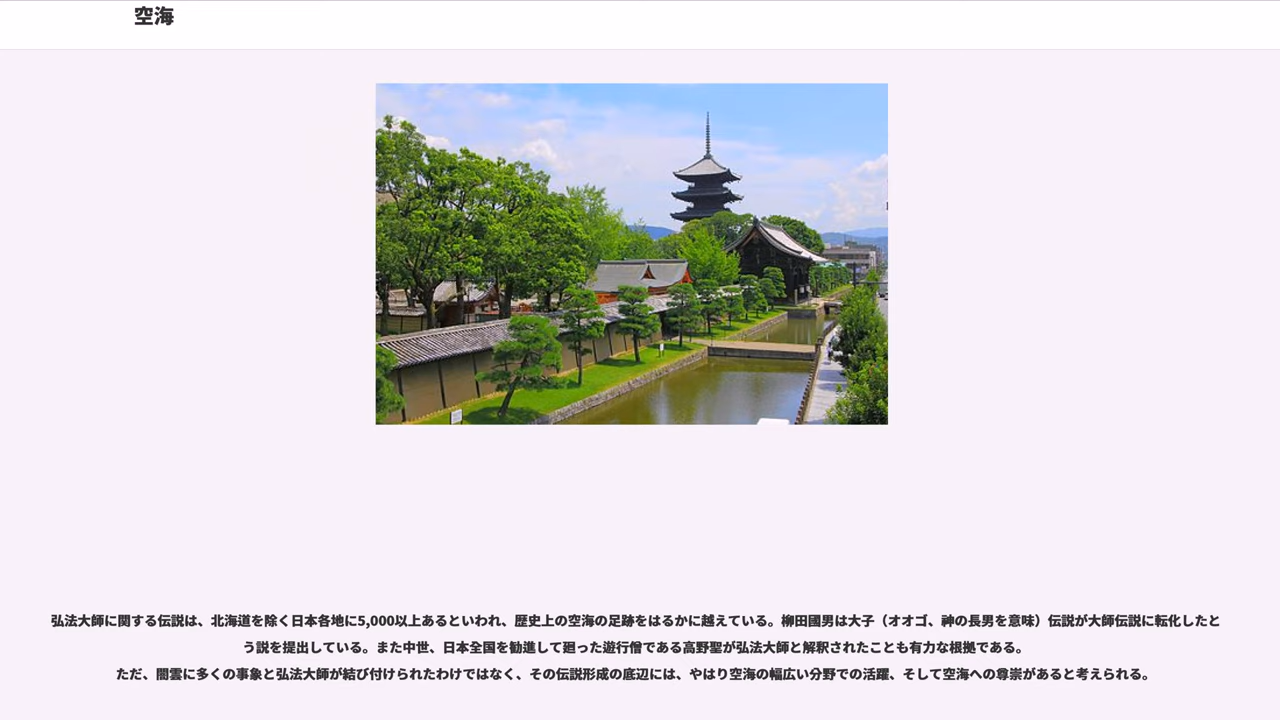 空海
弘法大師に関する伝説は、北海道を除く日本各地に5,000以上あるといわれ、歴史上の空海の足跡をはるかに越えている。柳田國男は大子（オオゴ、神の長男を意味）伝説が大師伝説に転化したと
う説を提出している。また中世、日本全国を勧進して廻った遊行僧である高野聖が弘法大師と解釈されたことも有力な根拠である。
ただ、闇雲に多くの事象と弘法大師が結び付けられたわけではなく、その伝説形成の底辺には、やはり空海の幅広い分野での活躍、そして空海への尊崇があると考えられる。